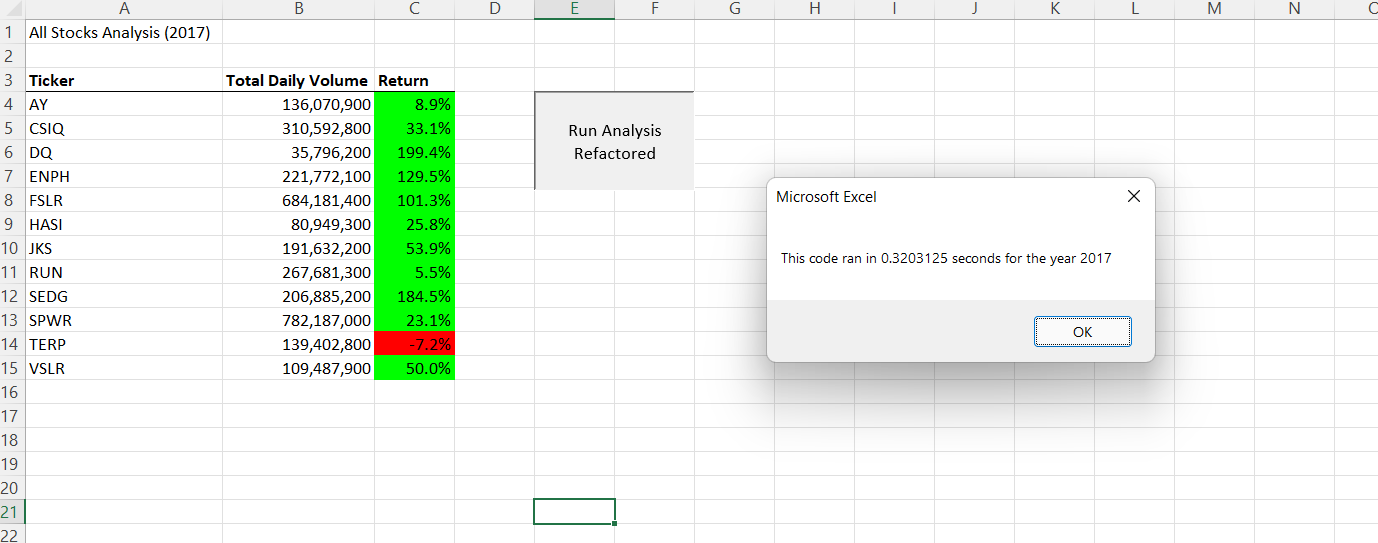 A B C D E F G H I J K L M N
1 All Stocks Analysis (2017)
2
3 Ticker Total Daily Volume Return
4 AY 136,070,900 8.9%
5 CSIQ 310,592,800 33.1%
6 DQ 35,796,200 199.4%
7 ENPH 221,772,100 129.5%
8 FSLR 684,181,400 101.3%
9 HASI 80,949,300 25.8%
10 JKS 191,632,200 53.9%
11 RUN 267,681,300 5.5%
12 SEDG 206,885,200 184.5%
13 SPWR 782,187,000 23.1%
14 TERP 139,402,800 -7.2%
15 VSLR 109,487,900 50.0%
16
17
18
19
20
21
22
Run Analysis
Refactored
Microsoft Excel
This code ran in 0.3203125 seconds for the year 2017
OK